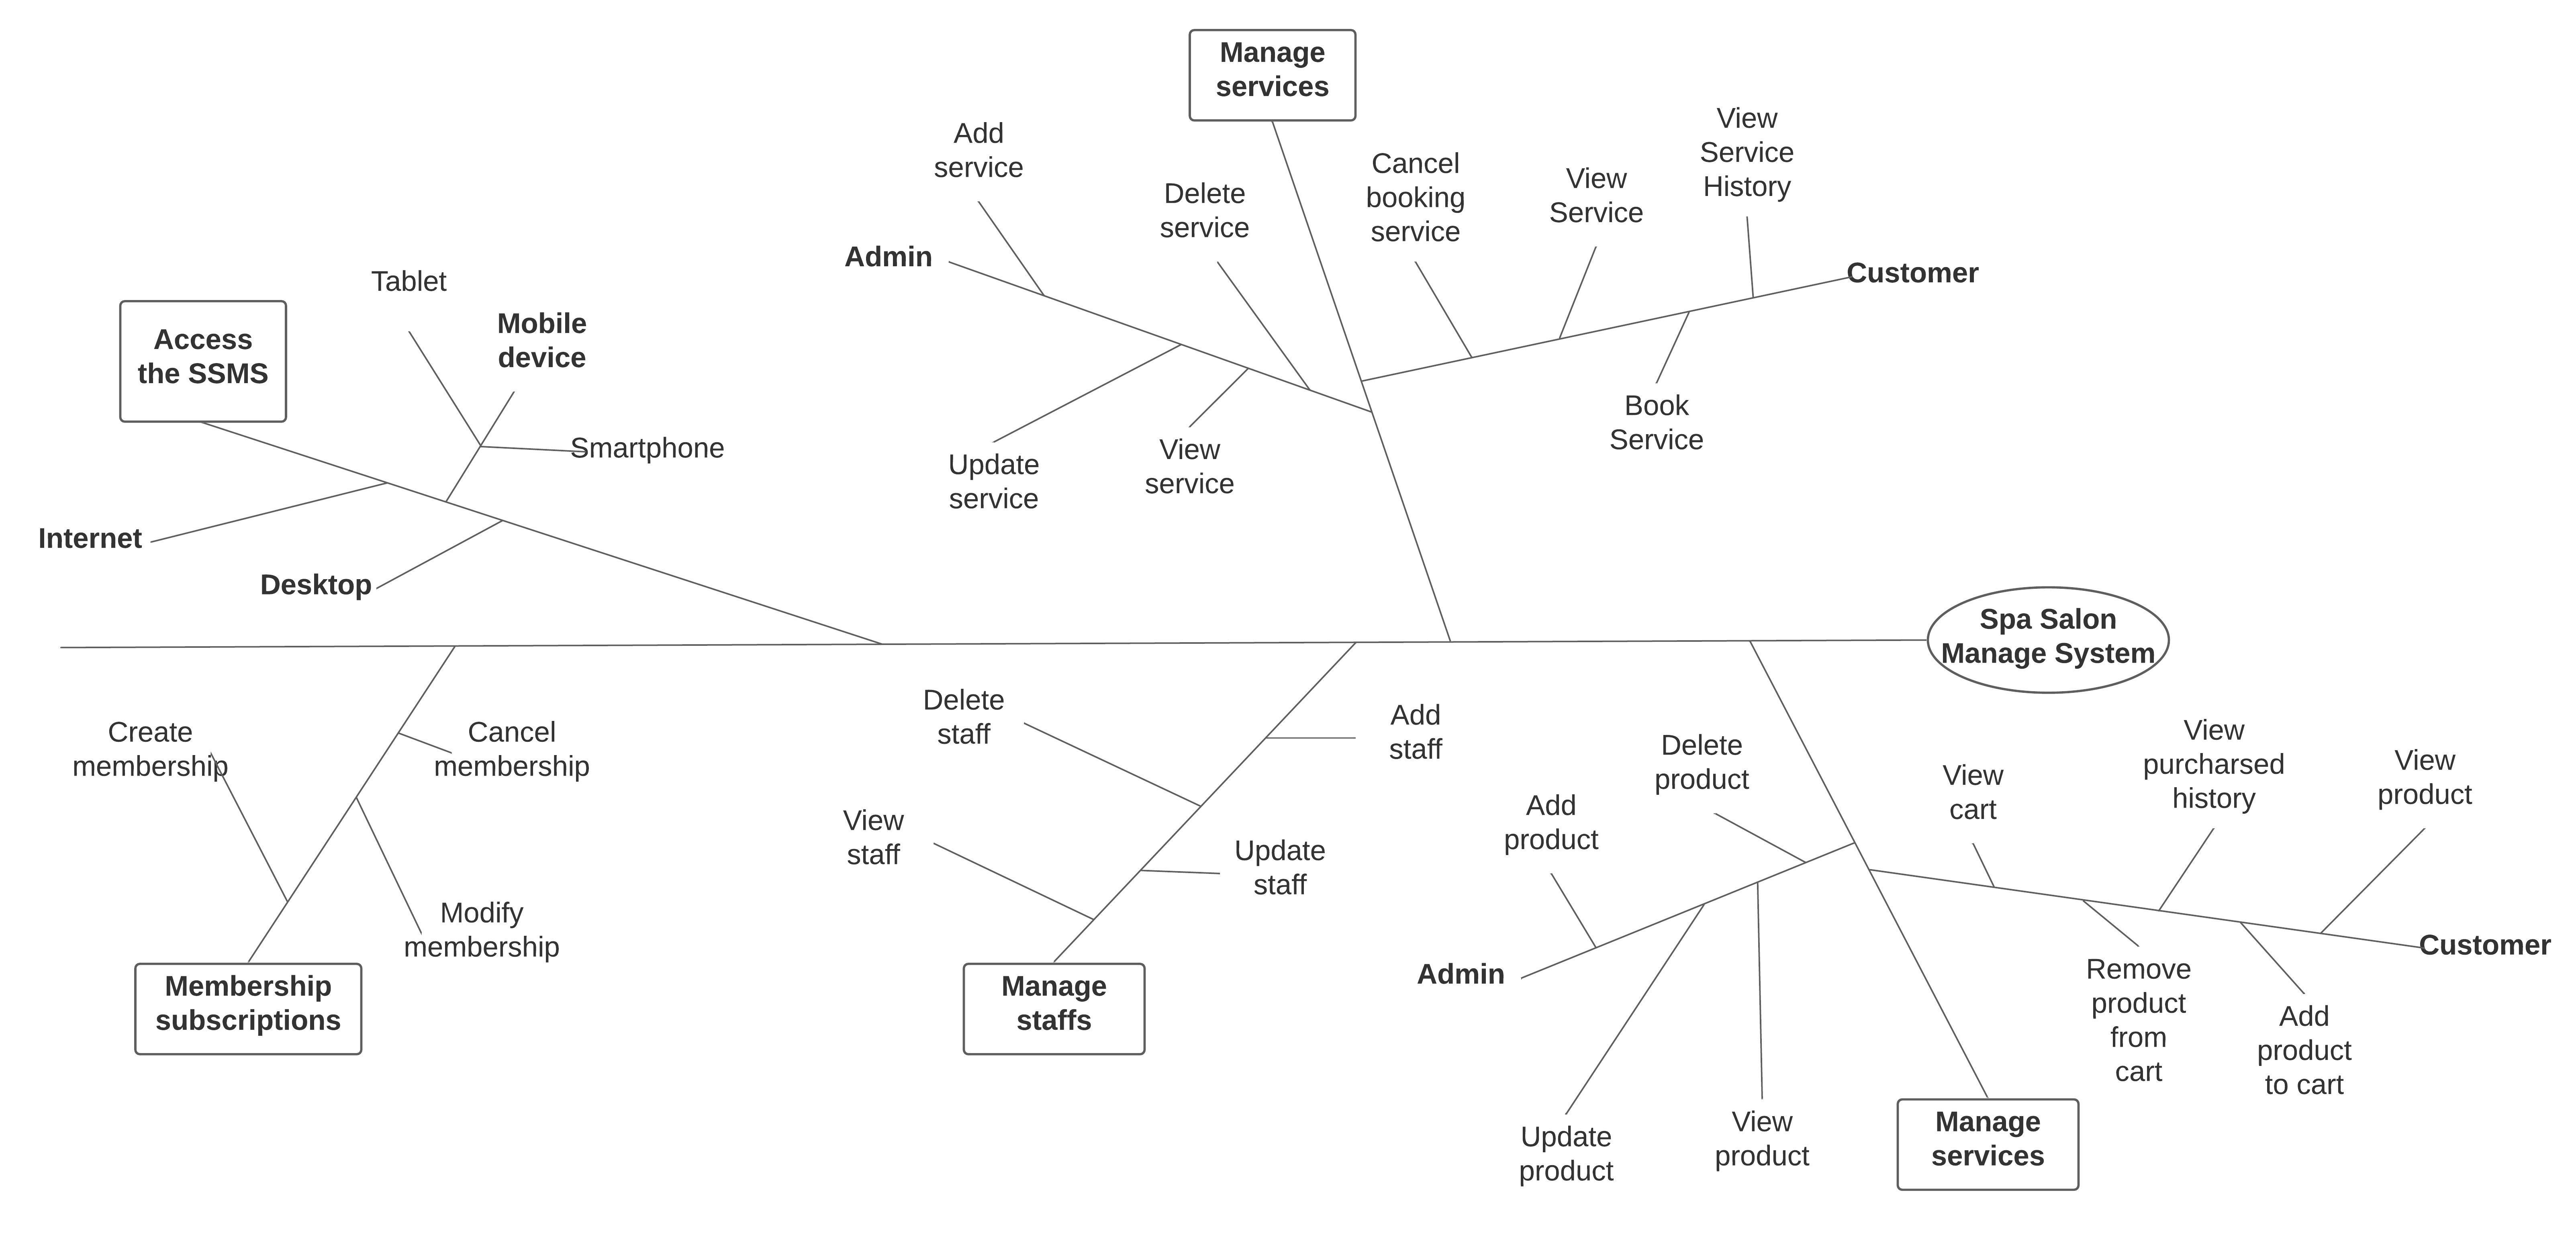 Manage
services
Add
service
Delete
service
Cancel
booking
service
View
Service
View
Service
History
Admin
Customer
Update
service
View
service
Book
Service
Access
the SSMS
Tablet
Mobile
device
Smartphone
Internet
Desktop
Spa Salon
Manage System
Create
membership
Cancel
membership
Modify
membership
Membership
subscriptions
Delete
staff
Add
staff
View
staff
Update
staff
Manage
staffs
Delete
product
Add
product
Admin
Update
product
View
product
View
cart
View
purcharsed
history
View
product
Customer
Remove
product
from
cart
Add
product
to cart
Manage
services